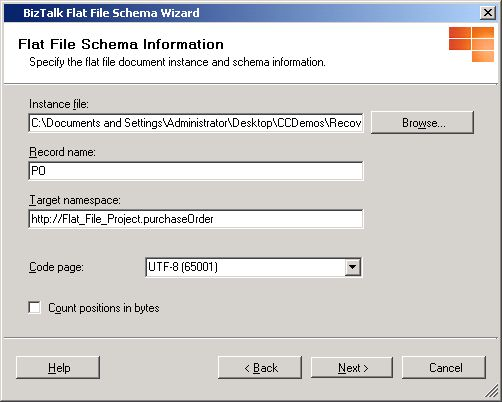 BizTalk Flat File Schema Wizard
Flat File Schema Information
Specify the flat file document instance and schema information.
Instance file:
C:\Documents and Settings\Administrator\Desktop\CCDemos\Recov
Browse...
Record name:
PO
Target namespace:
http://Flat_File_Project.purchaseOrder
Code page:
UTF-8 (65001)
Count positions in bytes
Help
< Back
Next >
Cancel